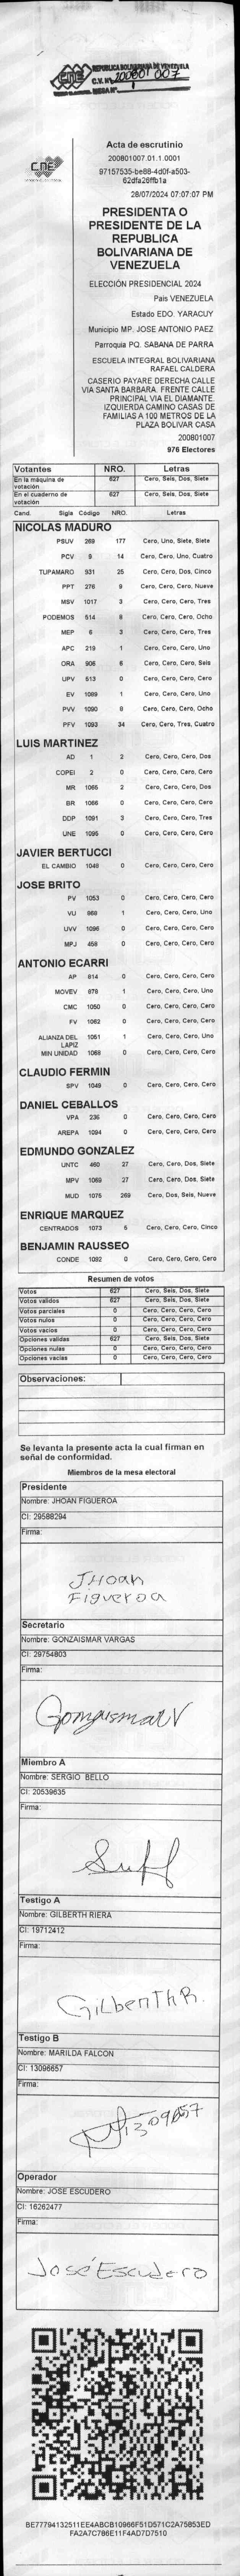 REPUBLICA BOLIVARIANA DE VENEZUELA
CNE
C.V. Nº 200801 007
MESA Nº 1
CNE
Acta de escrutinio
200801007.01.1.0001
97157535-be88-4d0f-a503-
62dfa26ffb1a
28/07/2024 07:07:07 PM
PRESIDENTA O
PRESIDENTE DE LA
REPUBLICA
BOLIVARIANA DE
VENEZUELA
ELECCIÓN PRESIDENCIAL 2024
Pais VENEZUELA
Estado EDO. YARACUY
Municipio MP. JOSE ANTONIO PAEZ
Parroquia PQ. SABANA DE PARRA
ESCUELA INTEGRAL BOLIVARIANA
RAFAEL CALDERA
CASERIO PAYARE DERECHA CALLE
VIA SANTA BARBARA. FRENTE CALLE
PRINCIPAL VIA EL DIAMANTE.
IZQUIERDA CAMINO CASAS DE
FAMILIAS A 100 METROS DE LA
PLAZA BOLIVAR CASA
200801007
976 Electores
Votantes NRO. Letras
En la máquina de votación 627 Cero, Seis, Dos, Siete
En el cuaderno de votación 627 Cero, Seis, Dos, Siete
Cand. Sigla Código NRO. Letras
NICOLAS MADURO
PSUV 269 177 Cero, Uno, Siete, Siete
PCV 9 14 Cero, Cero, Uno, Cuatro
TUPAMARO 931 25 Cero, Cero, Dos, Cinco
PPT 276 9 Cero, Cero, Cero, Nueve
MSV 1017 3 Cero, Cero, Cero, Tres
PODEMOS 514 8 Cero, Cero, Cero, Ocho
MEP 6 3 Cero, Cero, Cero, Tres
APC 219 1 Cero, Cero, Cero, Uno
ORA 906 6 Cero, Cero, Cero, Seis
UPV 513 0 Cero, Cero, Cero, Cero
EV 1089 1 Cero, Cero, Cero, Uno
PVV 1090 8 Cero, Cero, Cero, Ocho
PFV 1093 34 Cero, Cero, Tres, Cuatro
LUIS MARTINEZ
AD 1 2 Cero, Cero, Cero, Dos
COPEI 2 0 Cero, Cero, Cero, Cero
MR 1065 2 Cero, Cero, Cero, Dos
BR 1086 0 Cero, Cero, Cero, Cero
DDP 1091 3 Cero, Cero, Cero, Tres
UNE 1095 0 Cero, Cero, Cero, Cero
JAVIER BERTUCCI
EL CAMBIO 1048 0 Cero, Cero, Cero, Cero
JOSE BRITO
PV 1053 0 Cero, Cero, Cero, Cero
VU 868 1 Cero, Cero, Cero, Uno
UVV 1096 0 Cero, Cero, Cero, Cero
MPJ 458 0 Cero, Cero, Cero, Cero
ANTONIO ECARRI
AP 814 0 Cero, Cero, Cero, Cero
MOVEV 878 1 Cero, Cero, Cero, Uno
CMC 1050 0 Cero, Cero, Cero, Cero
FV 1062 0 Cero, Cero, Cero, Cero
ALIANZA DEL LAPIZ 1051 1 Cero, Cero, Cero, Uno
MIN UNIDAD 1068 0 Cero, Cero, Cero, Cero
CLAUDIO FERMIN
SPV 1049 0 Cero, Cero, Cero, Cero
DANIEL CEBALLOS
VPA 236 0 Cero, Cero, Cero, Cero
AREPA 1094 0 Cero, Cero, Cero, Cero
EDMUNDO GONZALEZ
UNTC 460 27 Cero, Cero, Dos, Siete
MPV 1069 27 Cero, Cero, Dos, Siete
MUD 1075 269 Cero, Dos, Seis, Nueve
ENRIQUE MARQUEZ
CENTRADOS 1073 5 Cero, Cero, Cero, Cinco
BENJAMIN RAUSSEO
CONDE 1092 0 Cero, Cero, Cero, Cero
Resumen de votos
Votos 627 Cero, Seis, Dos, Siete
Votos válidos 627 Cero, Seis, Dos, Siete
Votos parciales 0 Cero, Cero, Cero, Cero
Votos nulos 0 Cero, Cero, Cero, Cero
Votos vacios 0 Cero, Cero, Cero, Cero
Opciones validas 627 Cero, Seis, Dos, Siete
Opciones nulas 0 Cero, Cero, Cero, Cero
Opciones vacias 0 Cero, Cero, Cero, Cero
Observaciones:
Se levanta la presente acta la cual firman en
señal de conformidad.
Miembros de la mesa electoral
Presidente
Nombre: JHOAN FIGUEROA
CI: 29588294
Firma:
JHoan
Figueroa
Secretario
Nombre: GONZAISMAR VARGAS
CI: 29754803
Firma:
Gonzaismar V
Miembro A
Nombre: SERGIO BELLO
CI: 20539635
Firma:
Testigo A
Nombre: GILBERTH RIERA
CI: 19712412
Firma:
GilbertH R.
Testigo B
Nombre: MARILDA FALCON
CI: 13096657
Firma:
13096657
Operador
Nombre: JOSE ESCUDERO
CI: 16262477
Firma:
José Escudero
BE77794132511EE4ABCB10966F51D571C2A75853ED
FA2A7C786E11F4AD7D7510